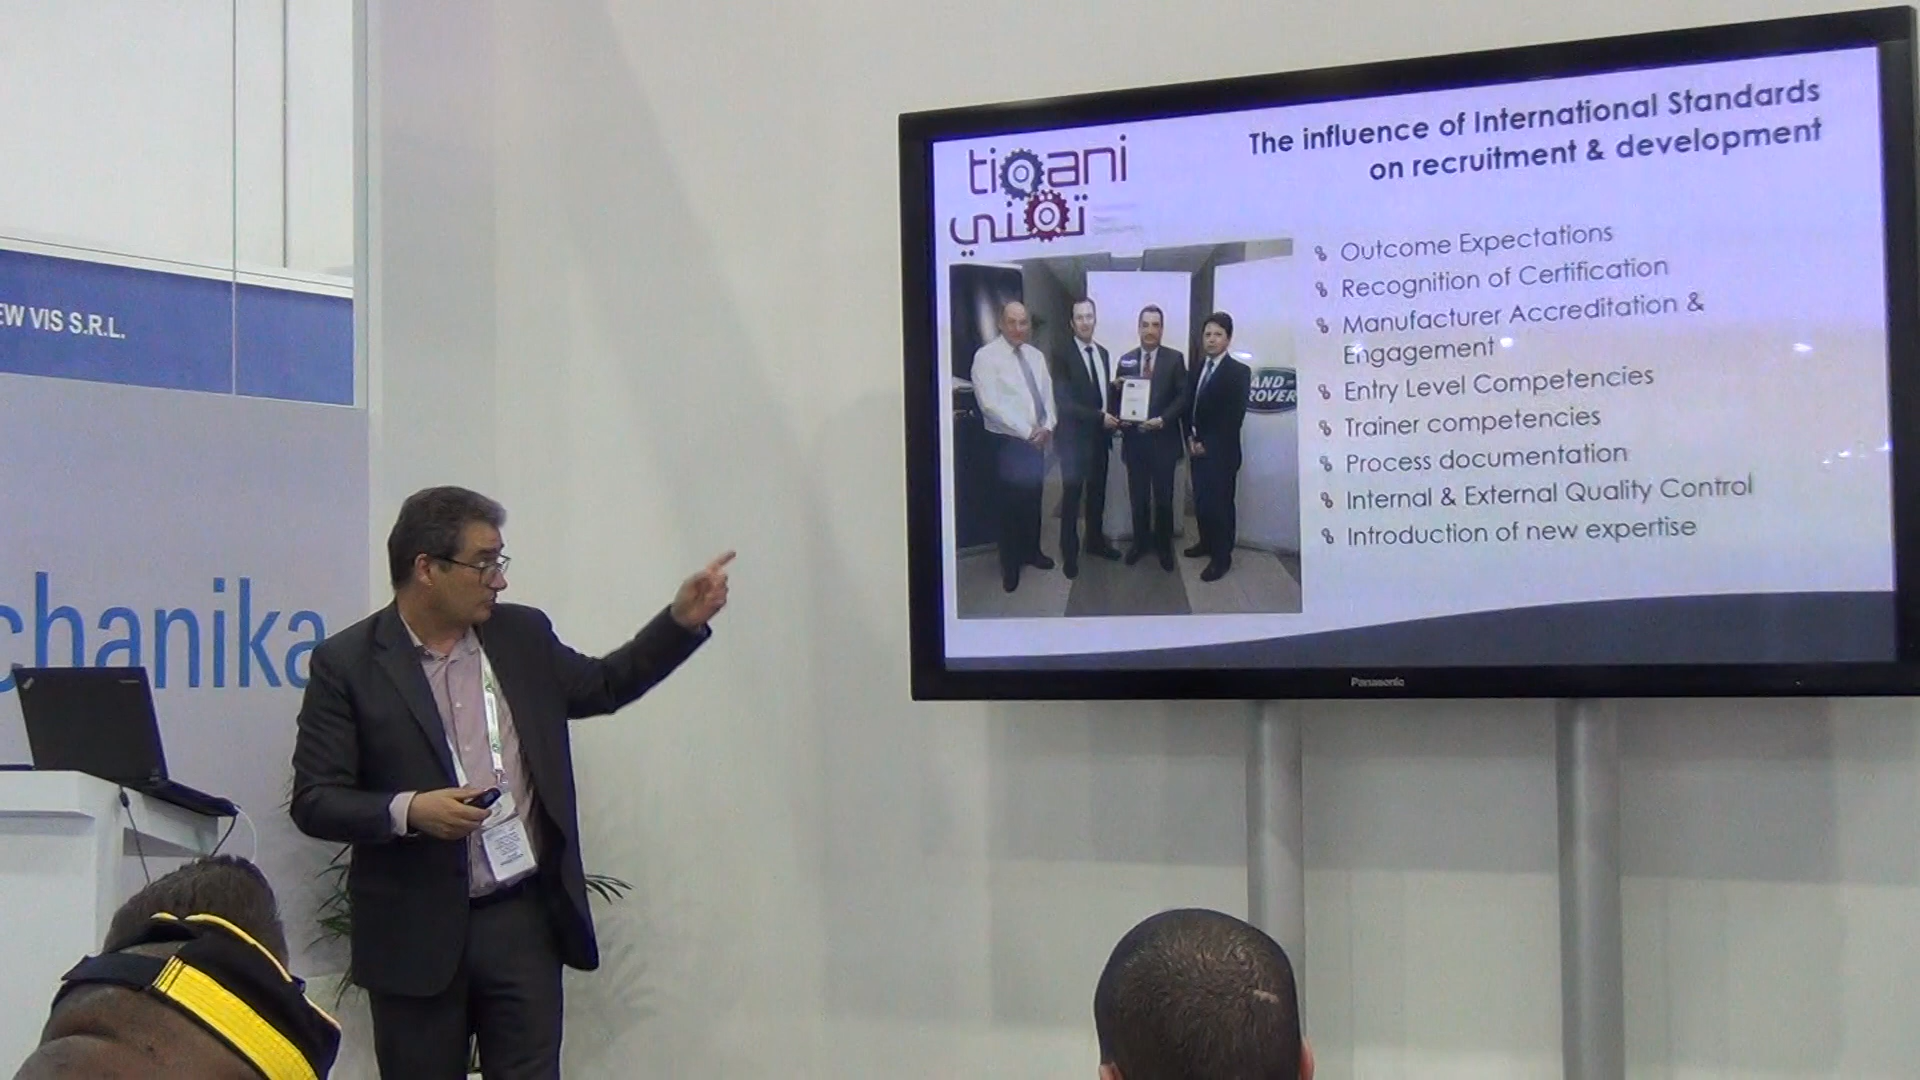 EW VIS S.R.L.
chanika
tiqani
تقني
The influence of International Standards
on recruitment & development
Outcome Expectations
Recognition of Certification
Manufacturer Accreditation &
Engagement
Entry Level Competencies
Trainer competencies
Process documentation
Internal & External Quality Control
Introduction of new expertise
AND-
ROVER
Panasonic